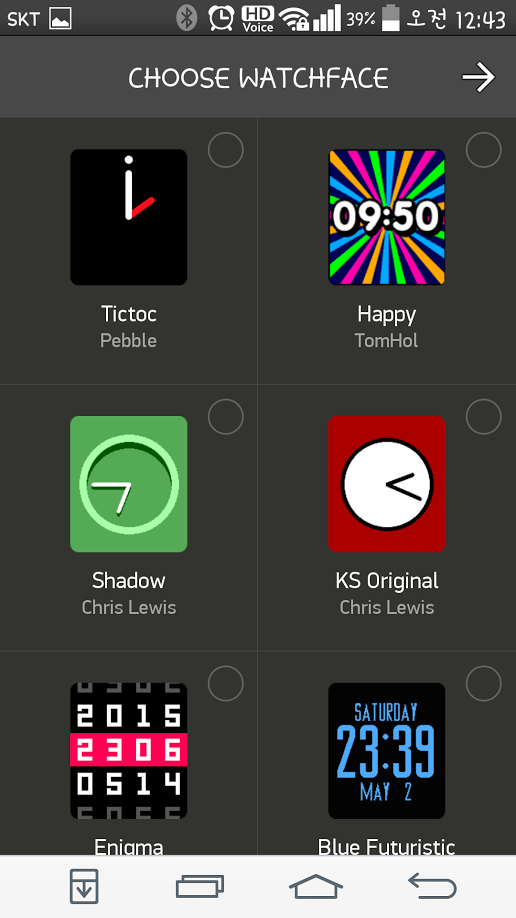 SKT HD Voice 39% 오전 12:43
CHOOSE WATCHFACE
09:50
Tictoc
Pebble
Happy
TomHol
Shadow
Chris Lewis
KS Original
Chris Lewis
2015
2306
0514
SATURDAY
23:39
MAY 2
Enigma
Blue Futuristic